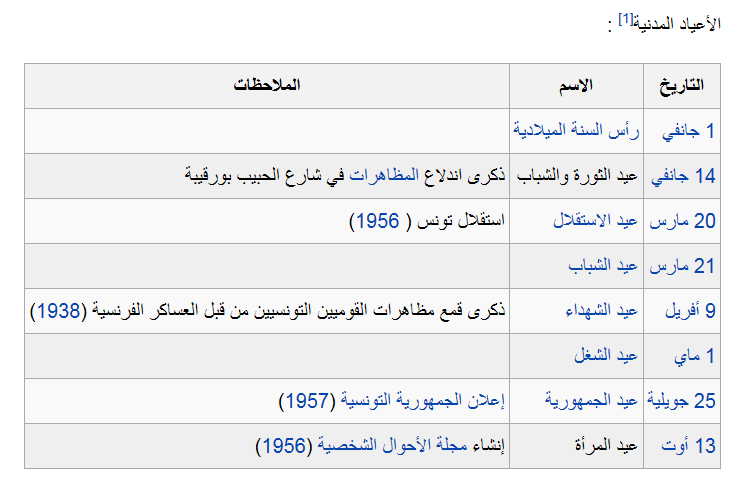 الأعياد المدنية[1] :
التاريخ الاسم الملاحظات
1 جانفي رأس السنة الميلادية
14 جانفي عيد الثورة والشباب ذكرى اندلاع المظاهرات في شارع الحبيب بورقيبة
20 مارس عيد الاستقلال استقلال تونس ( 1956)
21 مارس عيد الشباب
9 أفريل عيد الشهداء ذكرى قمع مظاهرات القوميين التونسيين من قبل العساكر الفرنسية (1938)
1 ماي عيد الشغل
25 جويلية عيد الجمهورية إعلان الجمهورية التونسية (1957)
13 أوت عيد المرأة إنشاء مجلة الأحوال الشخصية (1956)